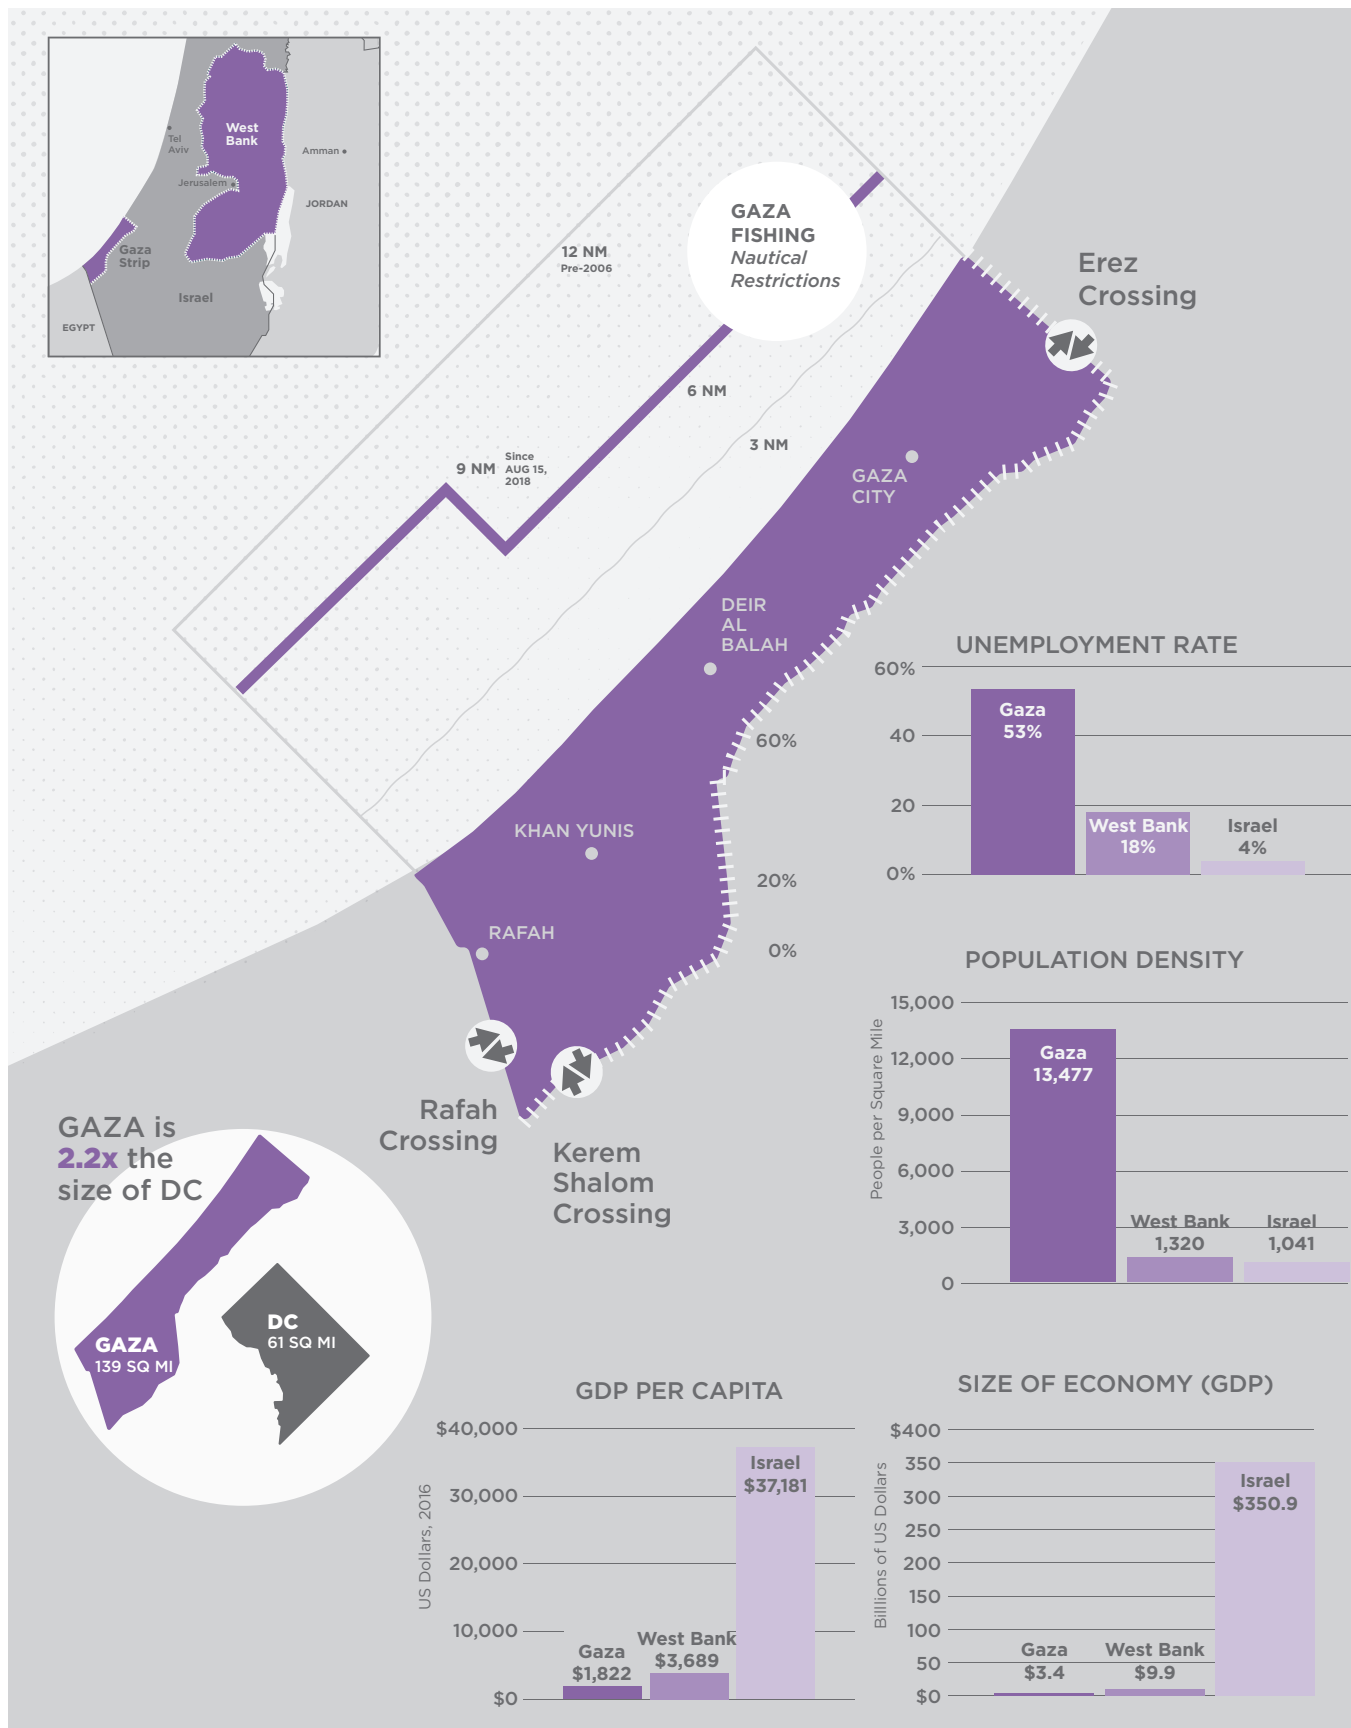 West
Bank
Tel
Aviv
Amman
Jerusalem
JORDAN
Gaza
Strip
Israel
EGYPT
GAZA
FISHING
Nautical
Restrictions
12 NM
Pre-2006
6 NM
3 NM
9 NM
Since
AUG 15,
2018
Erez
Crossing
GAZA
CITY
DEIR
AL
BALAH
KHAN YUNIS
RAFAH
60%
20%
0%
Rafah
Crossing
Kerem
Shalom
Crossing
GAZA is
2.2x the
size of DC
GAZA
139 SQ MI
DC
61 SQ MI
UNEMPLOYMENT RATE
60%
40
20
0%
Gaza
53%
West Bank
18%
Israel
4%
POPULATION DENSITY
People per Square Mile
15,000
12,000
9,000
6,000
3,000
0
Gaza
13,477
West Bank
1,320
Israel
1,041
GDP PER CAPITA
US Dollars, 2016
$40,000
30,000
20,000
10,000
$0
Gaza
$1,822
West Bank
$3,689
Israel
$37,181
SIZE OF ECONOMY (GDP)
Billlions of US Dollars
$400
350
300
250
200
150
100
50
$0
Gaza
$3.4
West Bank
$9.9
Israel
$350.9